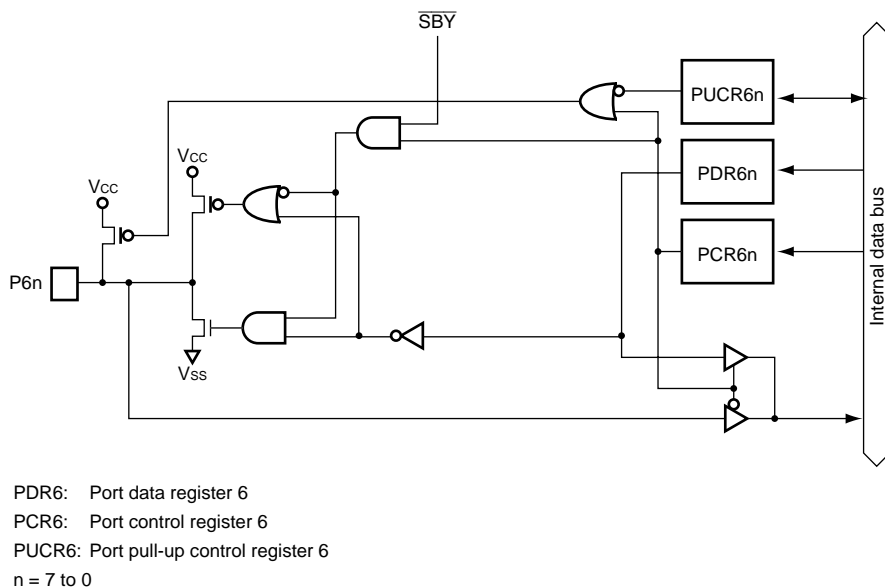 SBY
PUCR6n
VCC
VCC
PDR6n
PCR6n
P6n
VSS
Internal data bus
PDR6: Port data register 6
PCR6: Port control register 6
PUCR6: Port pull-up control register 6
n = 7 to 0